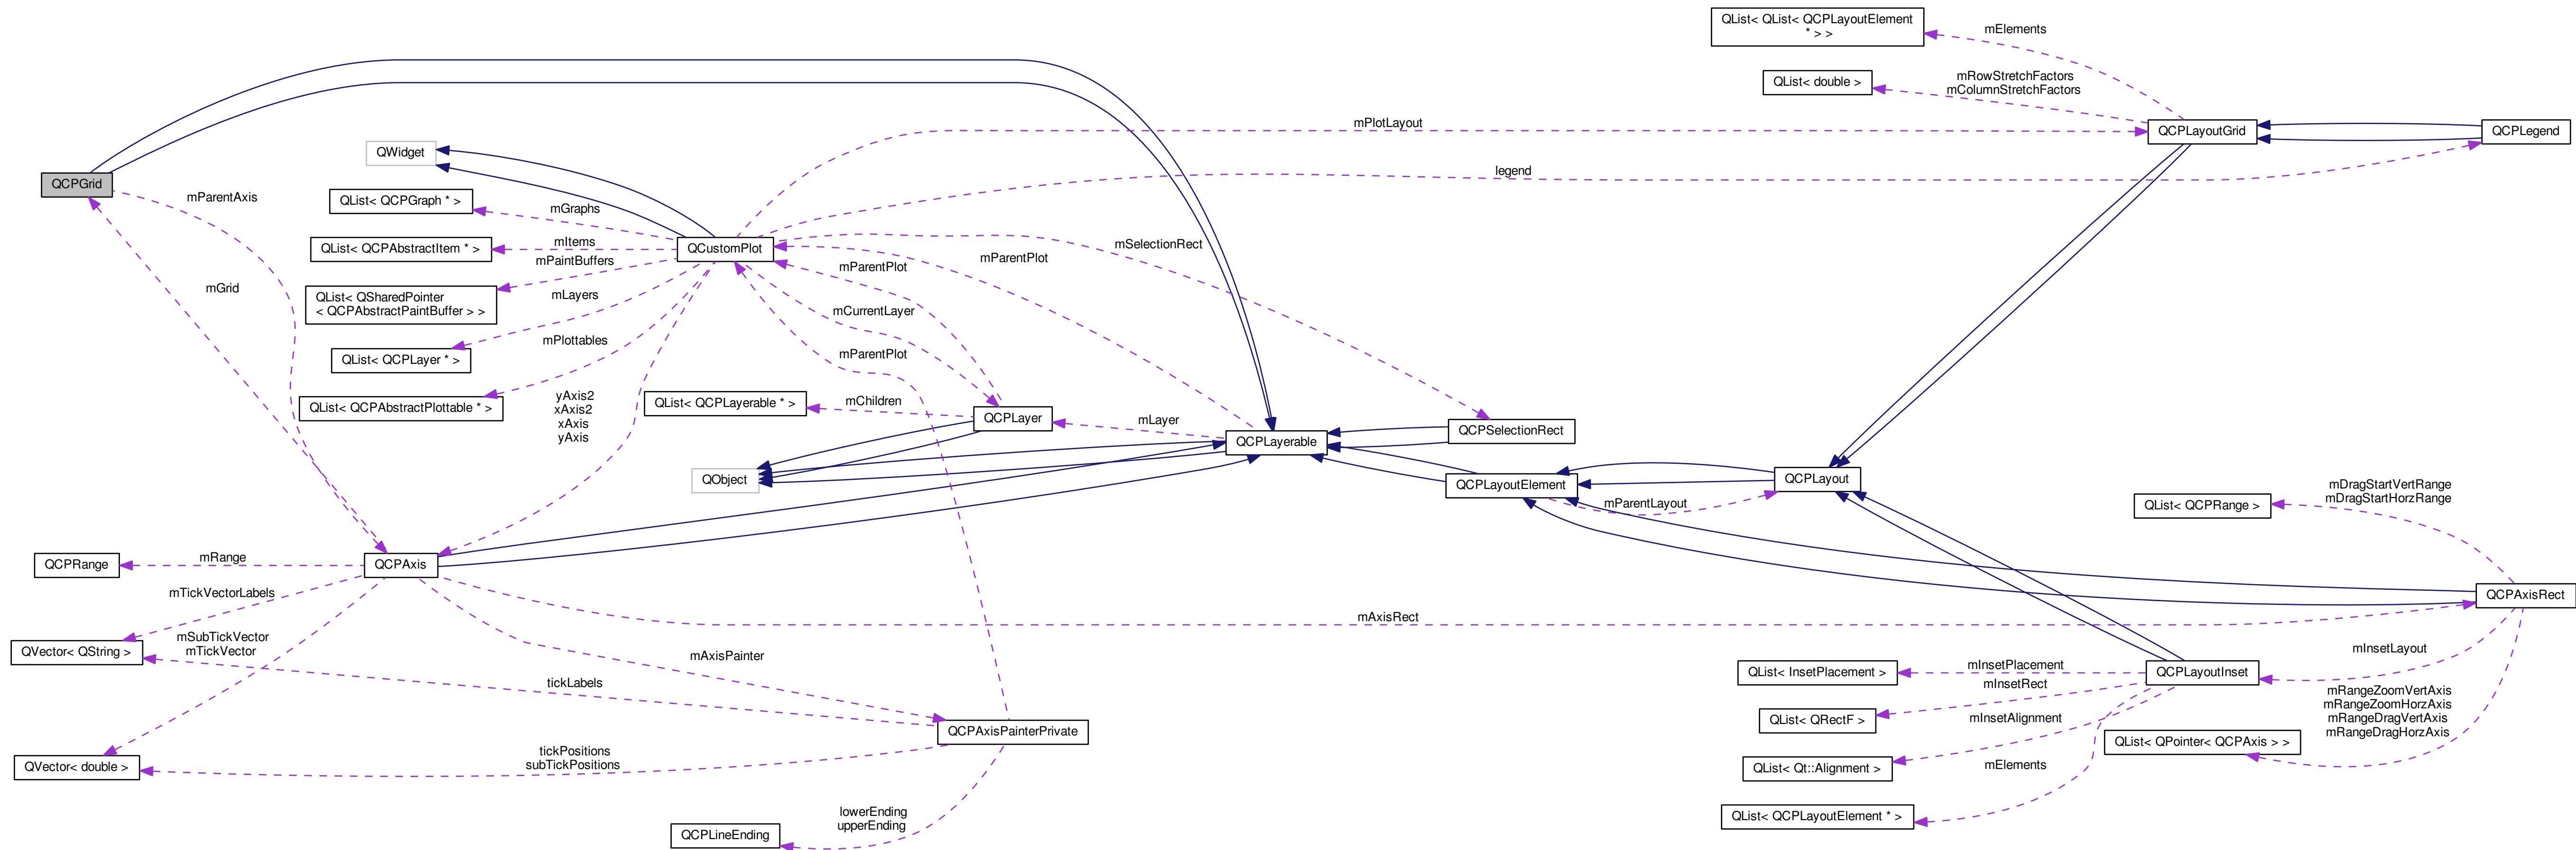 QList< QList< QCPLayoutElement
* > >
mElements
QList< double >
mRowStretchFactors
mColumnStretchFactors
mPlotLayout
QCPLayoutGrid
QCPLegend
QWidget
legend
QCPGrid
mParentAxis
QList< QCPGraph * >
mGraphs
QList< QCPAbstractItem * >
mItems
QCustomPlot
mSelectionRect
mPaintBuffers
mParentPlot
mParentPlot
mGrid
QList< QSharedPointer
< QCPAbstractPaintBuffer > >
mLayers
mCurrentLayer
QList< QCPLayer * >
mPlottables
mParentPlot
QList< QCPAbstractPlottable * >
yAxis2
xAxis2
xAxis
yAxis
QList< QCPLayerable * >
mChildren
QCPLayer
mLayer
QCPLayerable
QCPSelectionRect
QObject
QCPLayoutElement
QCPLayout
mParentLayout
mDragStartVertRange
mDragStartHorzRange
QList< QCPRange >
QCPRange
mRange
QCPAxis
QCPAxisRect
mTickVectorLabels
mAxisRect
QVector< QString >
mSubTickVector
mTickVector
mAxisPainter
mInsetLayout
QList< InsetPlacement >
mInsetPlacement
QCPLayoutInset
tickLabels
mInsetRect
mRangeZoomVertAxis
mRangeZoomHorzAxis
mRangeDragVertAxis
mRangeDragHorzAxis
QList< QRectF >
mInsetAlignment
QCPAxisPainterPrivate
QList< QPointer< QCPAxis > >
QVector< double >
tickPositions
subTickPositions
QList< Qt::Alignment >
mElements
lowerEnding
upperEnding
QCPLineEnding
QList< QCPLayoutElement * >